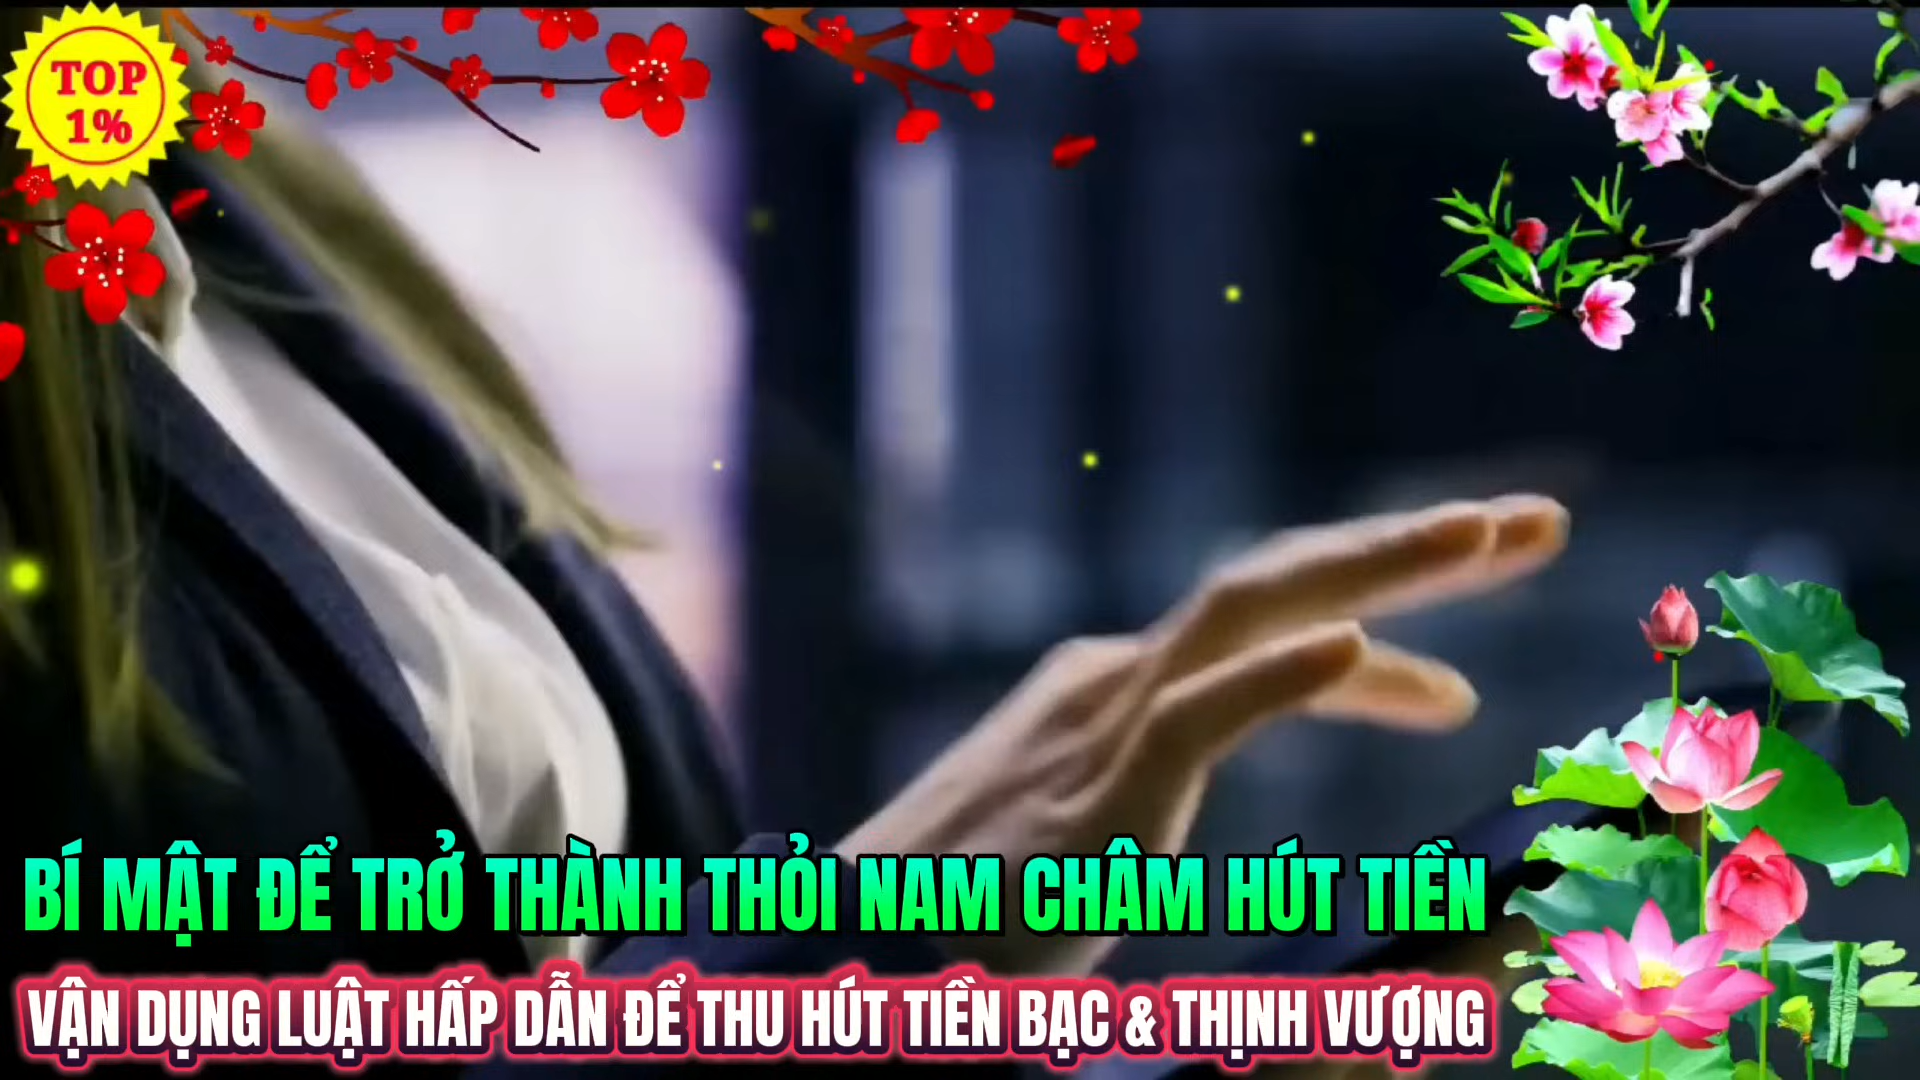 TOP
1%
BÍ MẬT ĐỂ TRỞ THÀNH THỎI NAM CHÂM HÚT TIỀN
VẬN DỤNG LUẬT HẤP DẪN ĐỂ THU HÚT TIỀN BẠC & THỊNH VƯỢNG